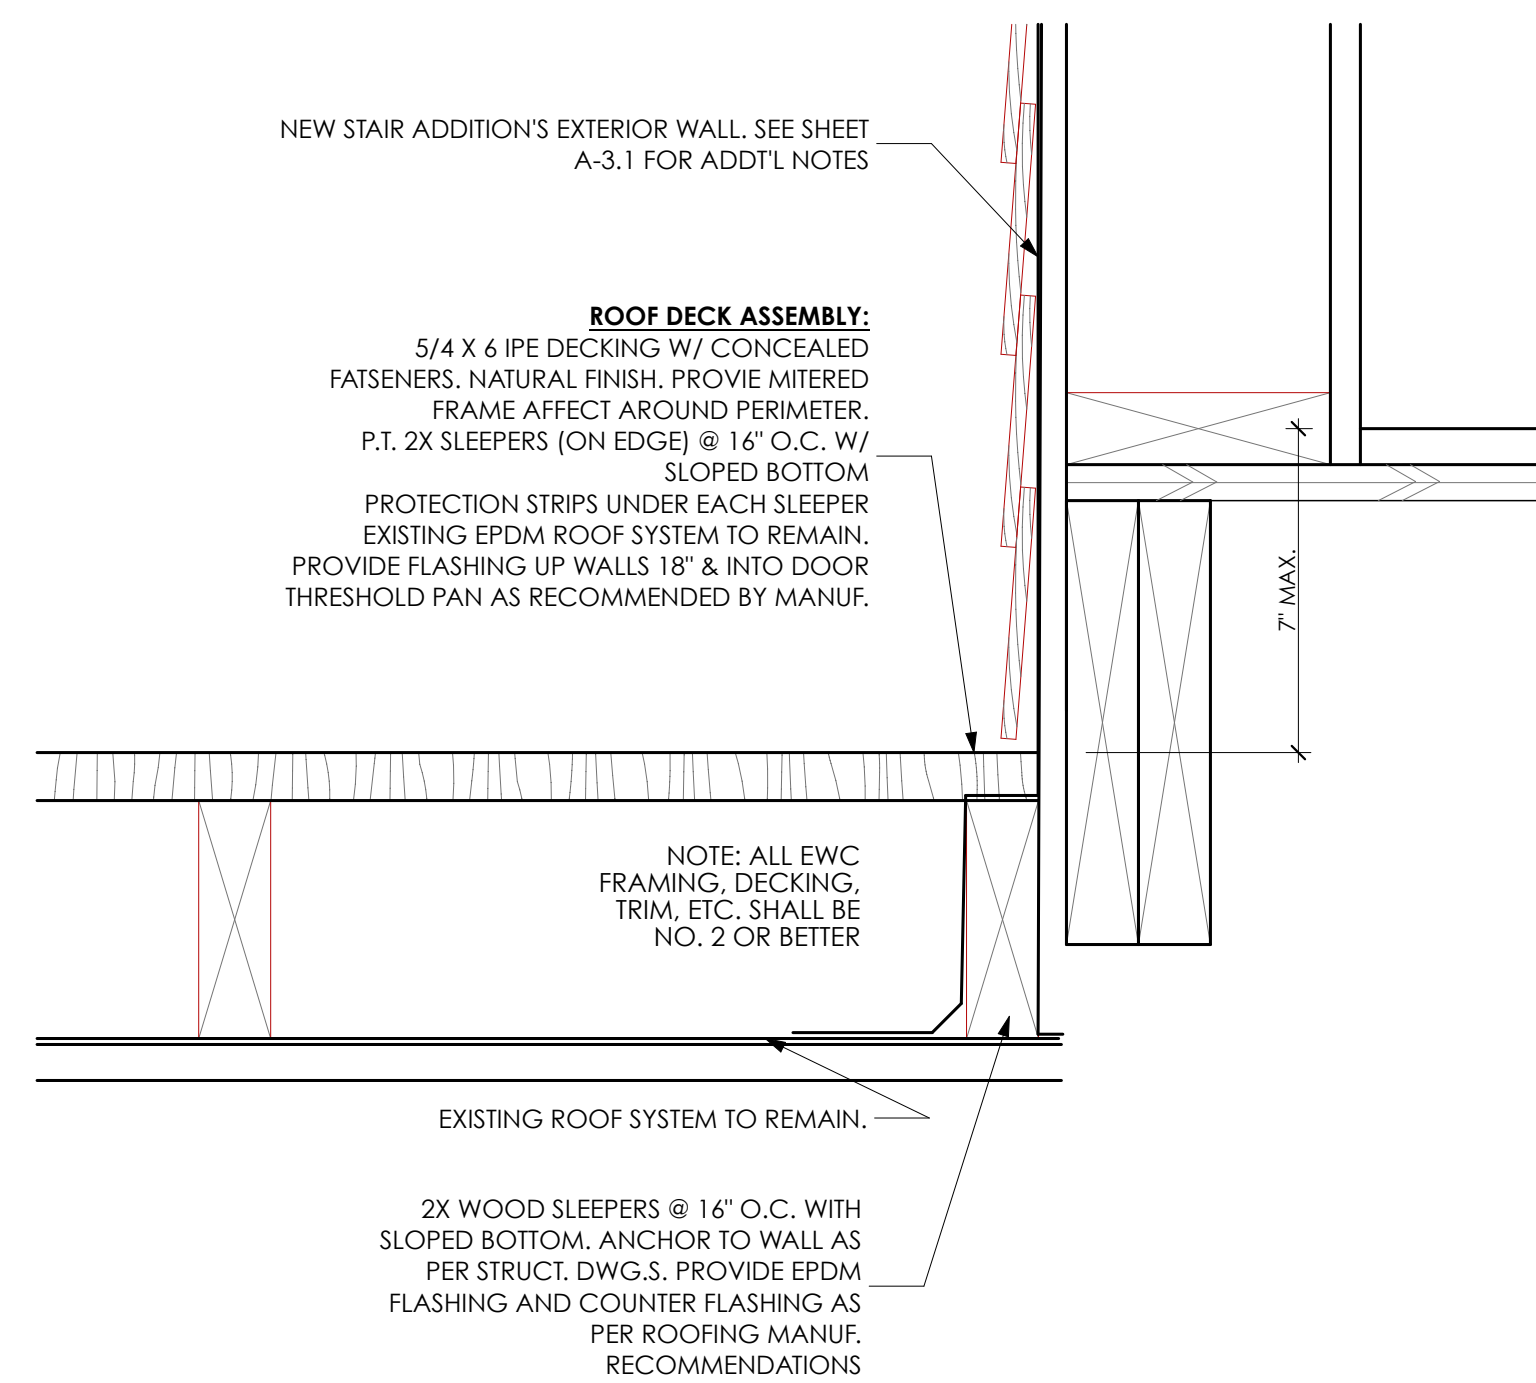 NEW STAIR ADDITION'S EXTERIOR WALL. SEE SHEET
A-3.1 FOR ADDT'L NOTES
ROOF DECK ASSEMBLY:
5/4 X 6 IPE DECKING W/ CONCEALED
FATSENERS. NATURAL FINISH. PROVIE MITERED
FRAME AFFECT AROUND PERIMETER.
P.T. 2X SLEEPERS (ON EDGE) @ 16" O.C. W/
SLOPED BOTTOM
PROTECTION STRIPS UNDER EACH SLEEPER
EXISTING EPDM ROOF SYSTEM TO REMAIN.
PROVIDE FLASHING UP WALLS 18" & INTO DOOR
THRESHOLD PAN AS RECOMMENDED BY MANUF.
7" MAX.
NOTE: ALL EWC
FRAMING, DECKING,
TRIM, ETC. SHALL BE
NO. 2 OR BETTER
EXISTING ROOF SYSTEM TO REMAIN.
2X WOOD SLEEPERS @ 16" O.C. WITH
SLOPED BOTTOM. ANCHOR TO WALL AS
PER STRUCT. DWG.S. PROVIDE EPDM
FLASHING AND COUNTER FLASHING AS
PER ROOFING MANUF.
RECOMMENDATIONS